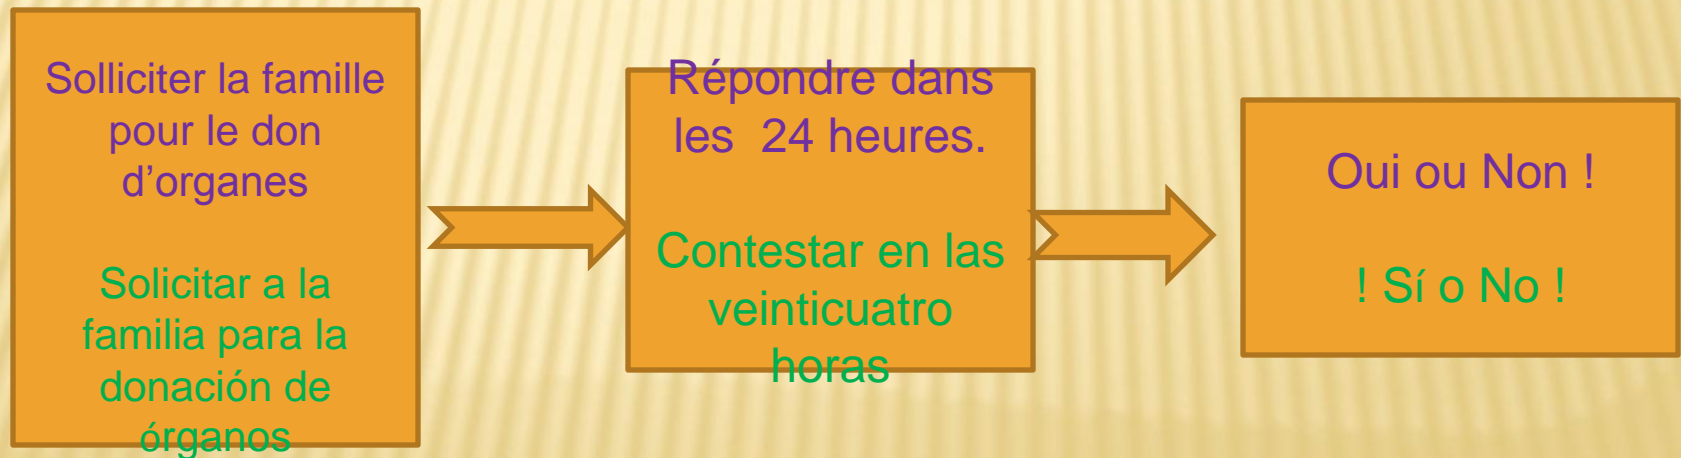 Solliciter la famille
pour le don
d’organes
Solicitar a la
familia para la
donación de
órganos
Répondre dans
les  24 heures.
Contestar en las
veinticuatro
horas
Oui ou Non !
! Sí o No !